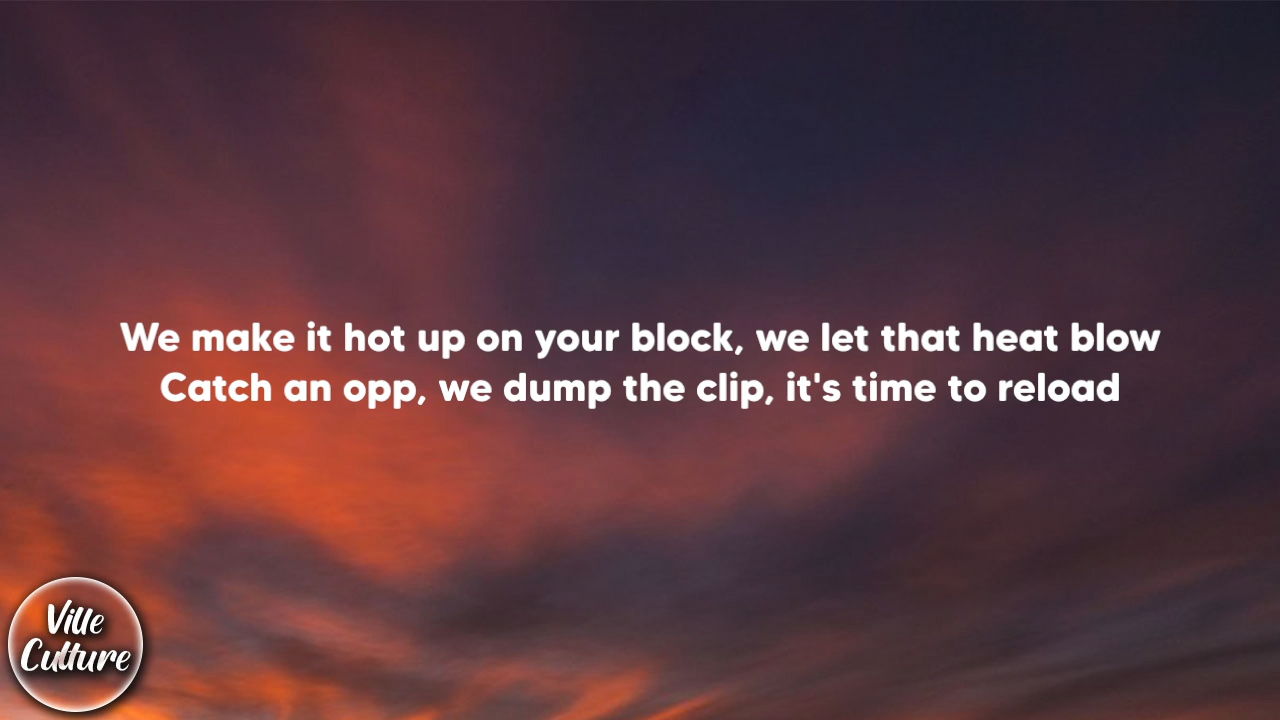 We make it hot up on your block, we let that heat blow
Catch an opp, we dump the clip, it's time to reload
Ville
Culture